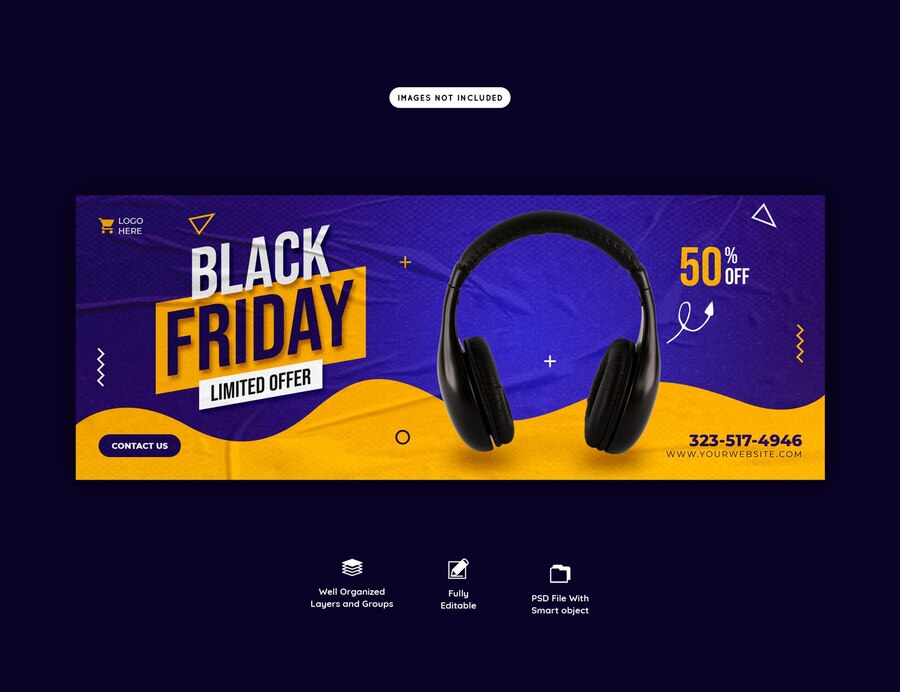 IMAGES NOT INCLUDED
LOGO
HERE
BLACK
FRIDAY
LIMITED OFFER
50%
OFF
CONTACT US
323-517-4946
WWW.YOURWEBSITE.COM
Well Organized
Layers and Groups
Fully
Editable
PSD File With
Smart object